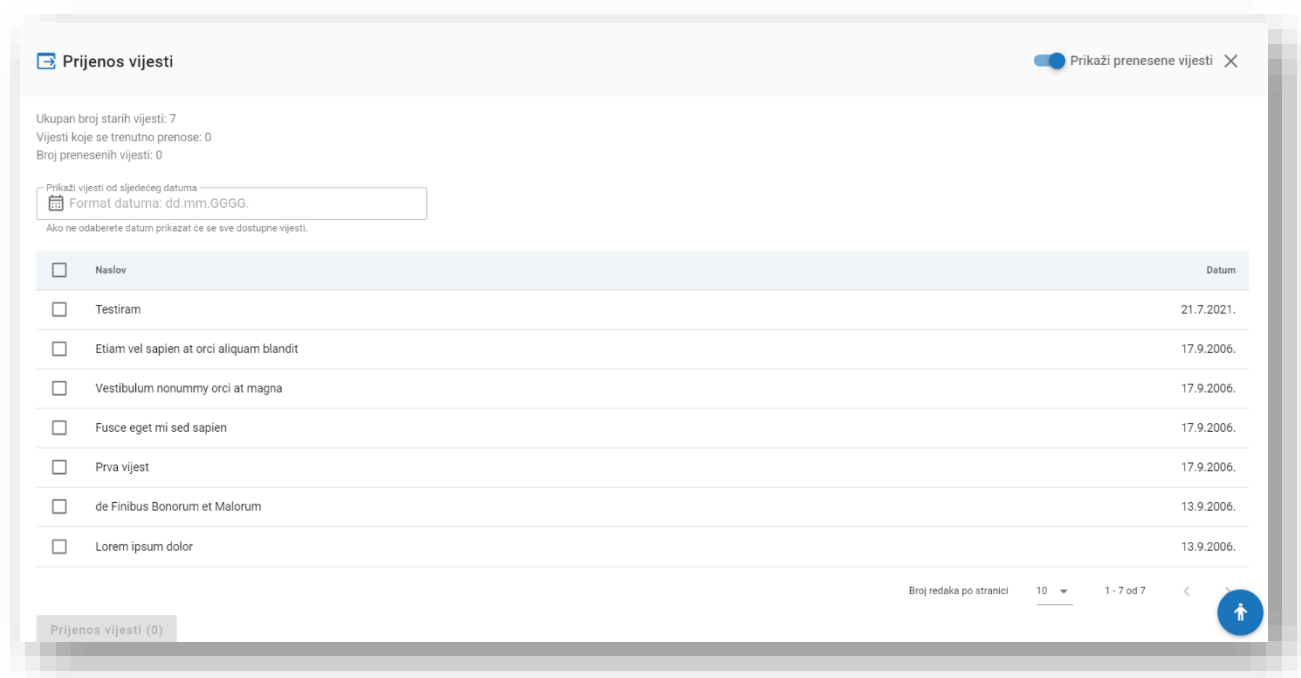 Prijenos vijesti
Prikaži prenesene vijesti
Ukupan broj starih vijesti: 7
Vijesti koje se trenutno prenose: 0
Broj prenesenih vijesti: 0
Prikaži vijesti od sljedećeg datuma
Format datuma: dd.mm.GGGG.
Ako ne odaberete datum prikazat će se sve dostupne vijesti.
Naslov Datum
Testiram 21.7.2021.
Etiam vel sapien at orci aliquam blandit 17.9.2006.
Vestibulum nonummy orci at magna 17.9.2006.
Fusce eget mi sed sapien 17.9.2006.
Prva vijest 17.9.2006.
de Finibus Bonorum et Malorum 13.9.2006.
Lorem ipsum dolor 13.9.2006.
Broj redaka po stranici 10 1 - 7 od 7
Prijenos vijesti (0)